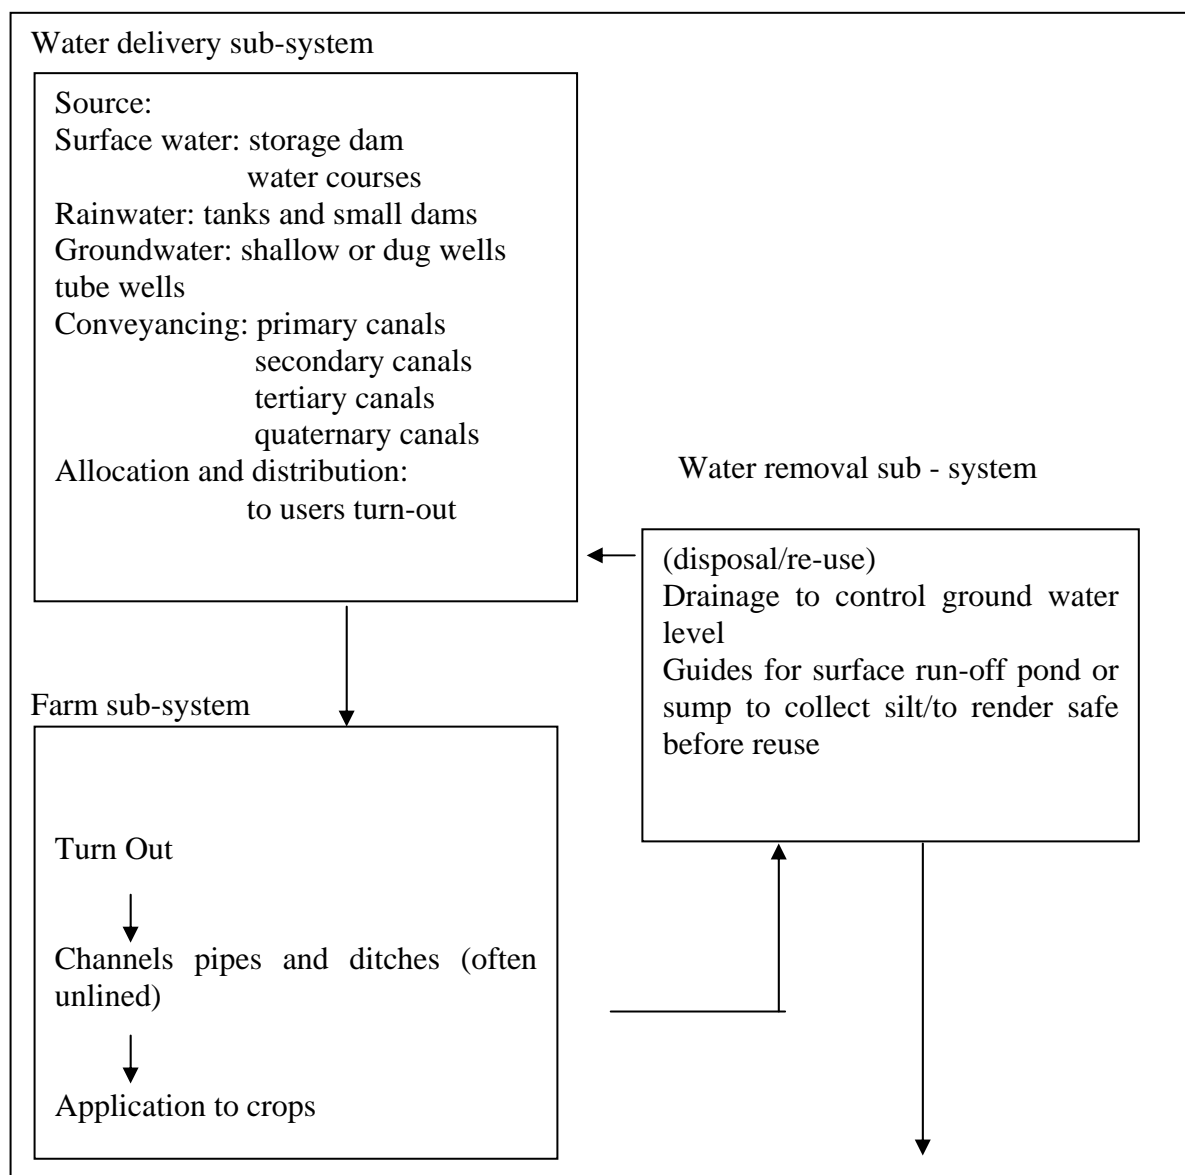 Water delivery sub-system
Source:
Surface water: storage dam
water courses
Rainwater: tanks and small dams
Groundwater: shallow or dug wells
tube wells
Conveyancing: primary canals
secondary canals
tertiary canals
quaternary canals
Allocation and distribution:
to users turn-out
Water removal sub - system
(disposal/re-use)
Drainage to control ground water
level
Guides for surface run-off pond or
sump to collect silt/to render safe
before reuse
Farm sub-system
Turn Out
Channels pipes and ditches (often
unlined)
Application to crops